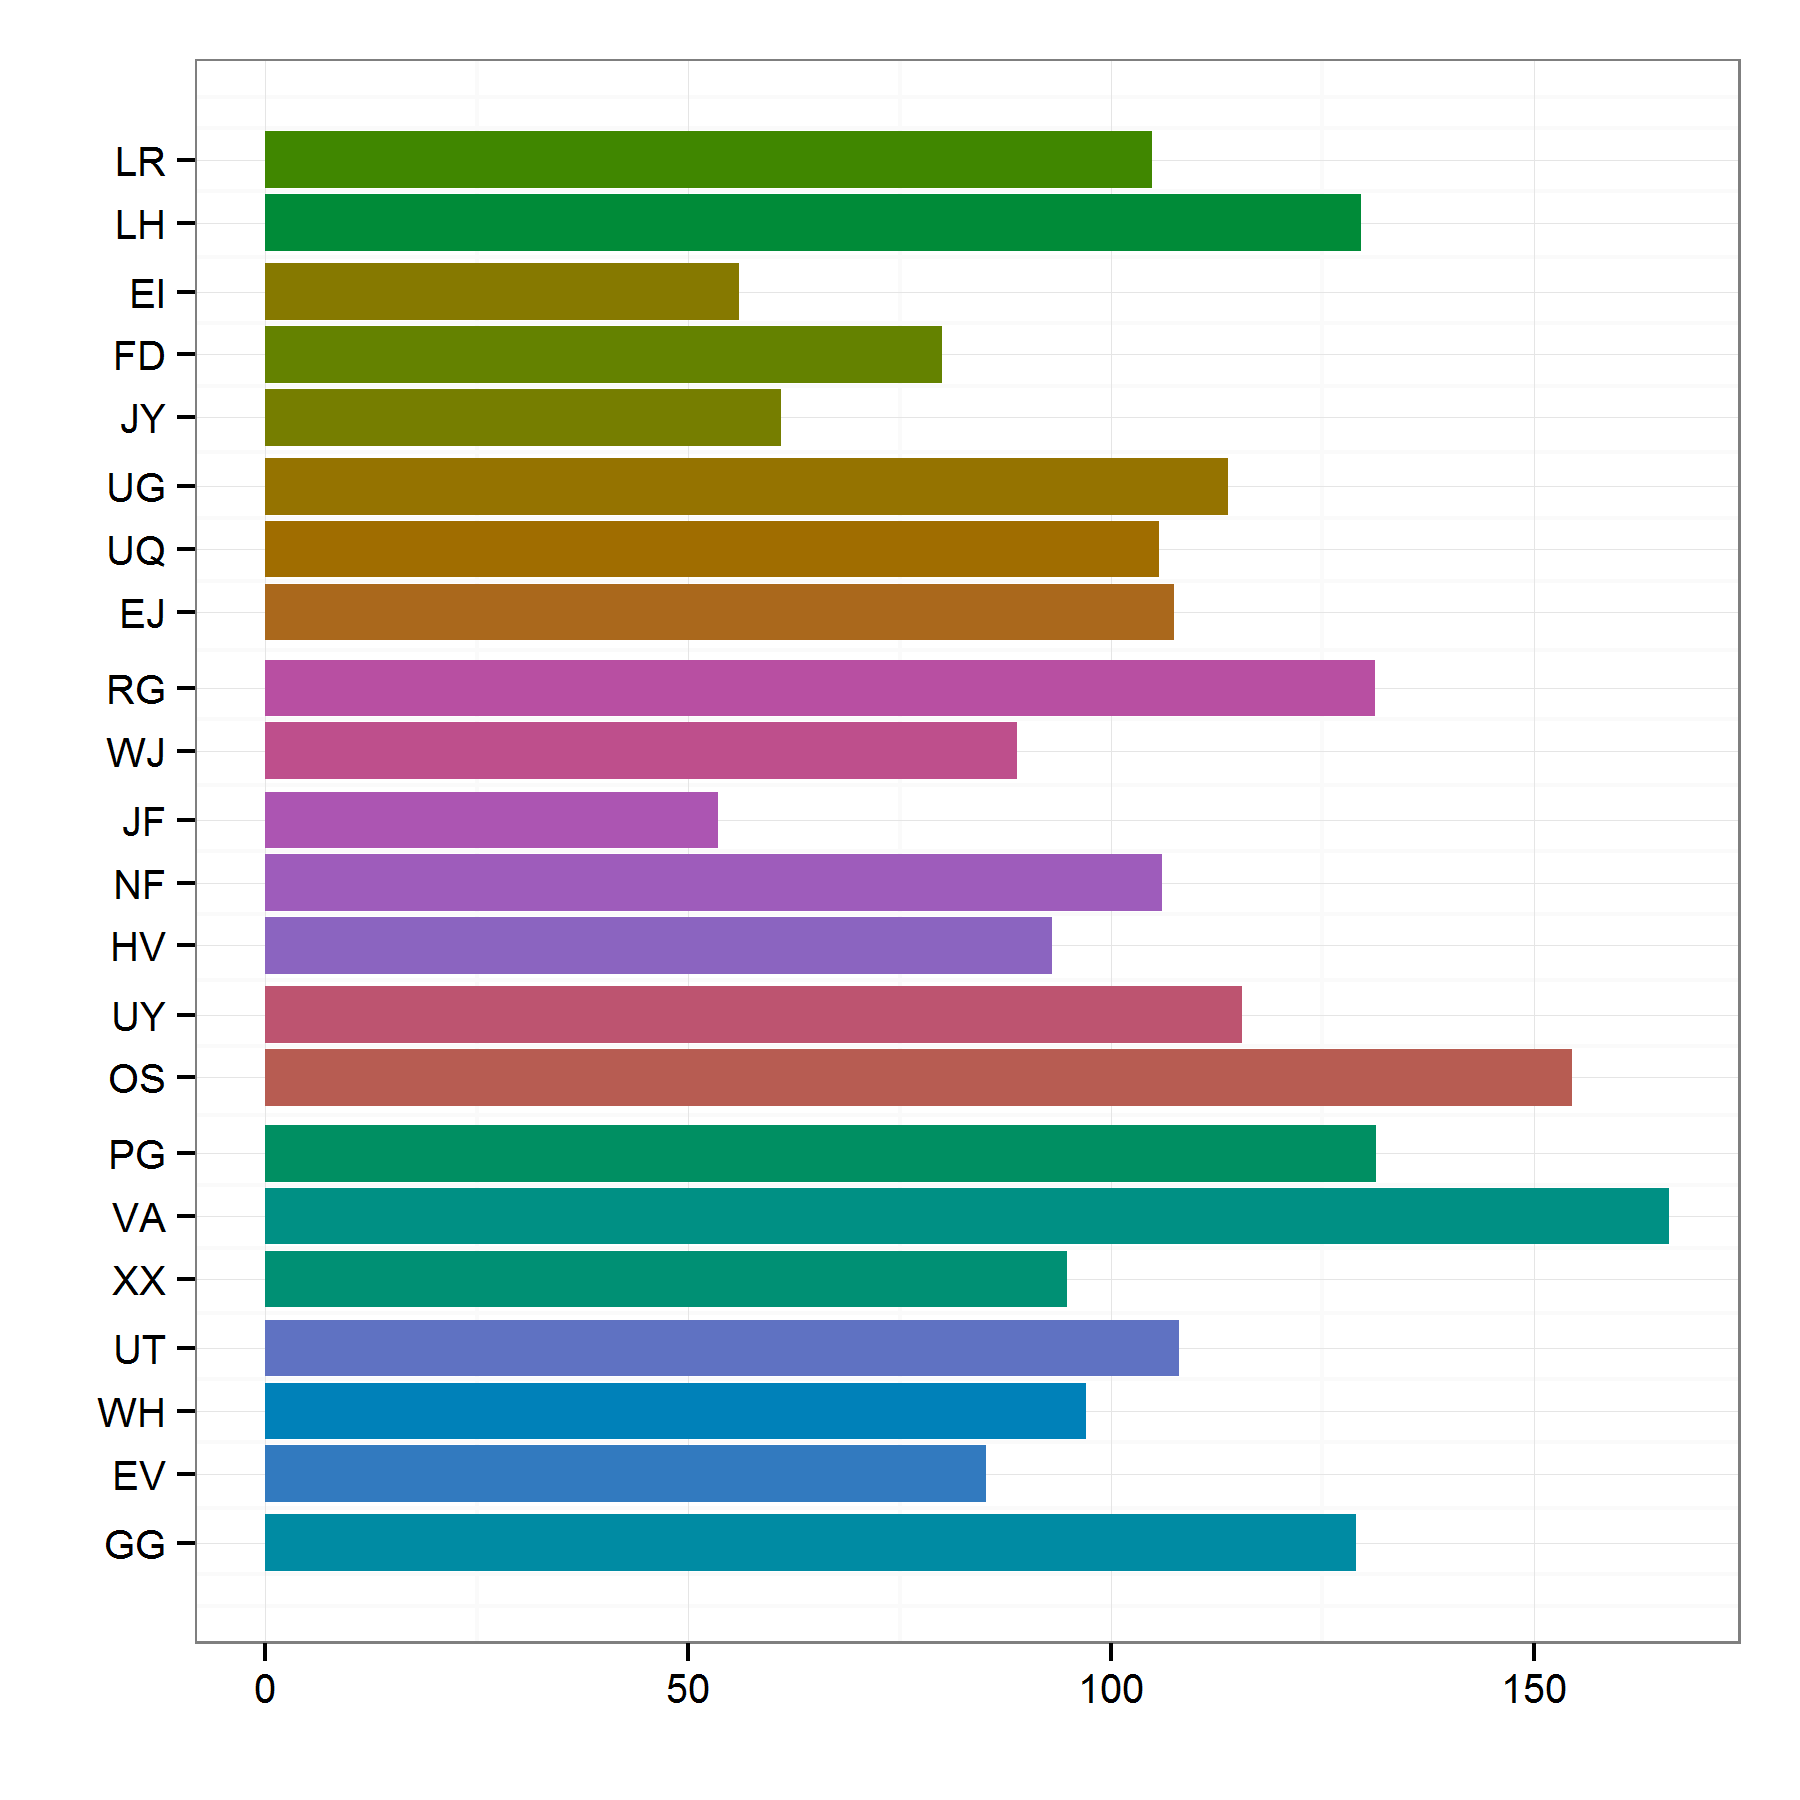 LR
LH
EI
FD
JY
UG
UQ
EJ
RG
WJ
JF
NF
HV
UY
OS
PG
VA
XX
UT
WH
EV
GG
0 50 100 150